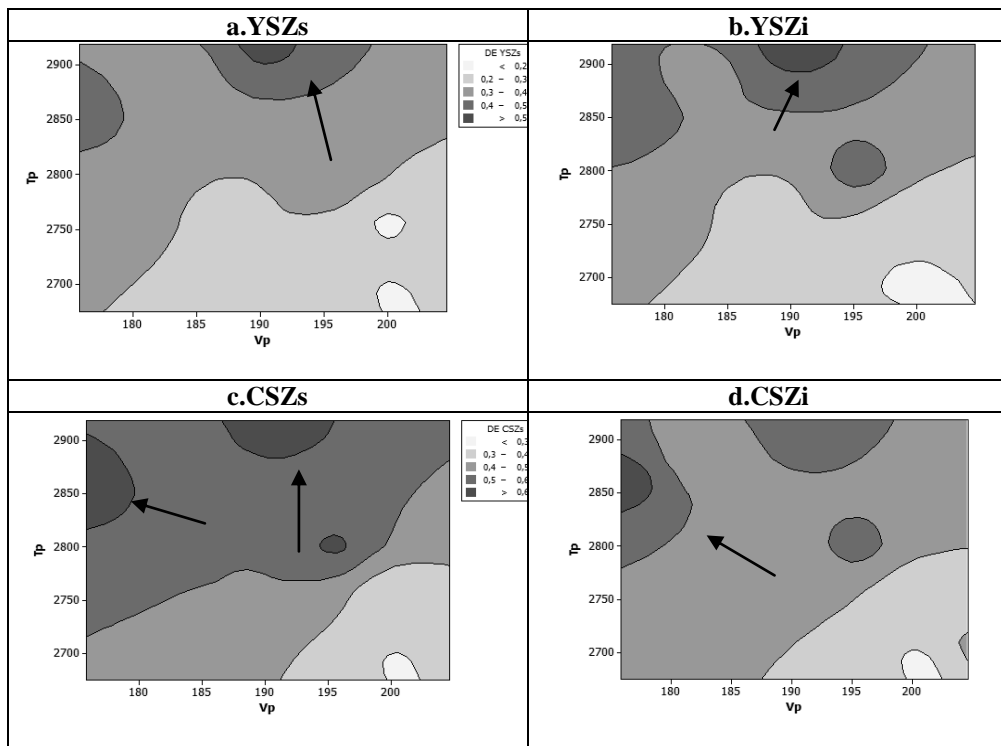 a.YSZs
b.YSZi
DE YSZs
< 0,2
0,2 – 0,3
0,3 – 0,4
0,4 – 0,5
> 0,5
2900
2850
2800
2750
2700
Tp
180 185 190 195 200
Vp
2900
2850
2800
2750
2700
Tp
180 185 190 195 200
Vp
c.CSZs
d.CSZi
DE CSZs
< 0,3
0,3 – 0,4
0,4 – 0,5
0,5 – 0,6
> 0,6
2900
2850
2800
2750
2700
Tp
180 185 190 195 200
Vp
2900
2850
2800
2750
2700
Tp
180 185 190 195 200
Vp